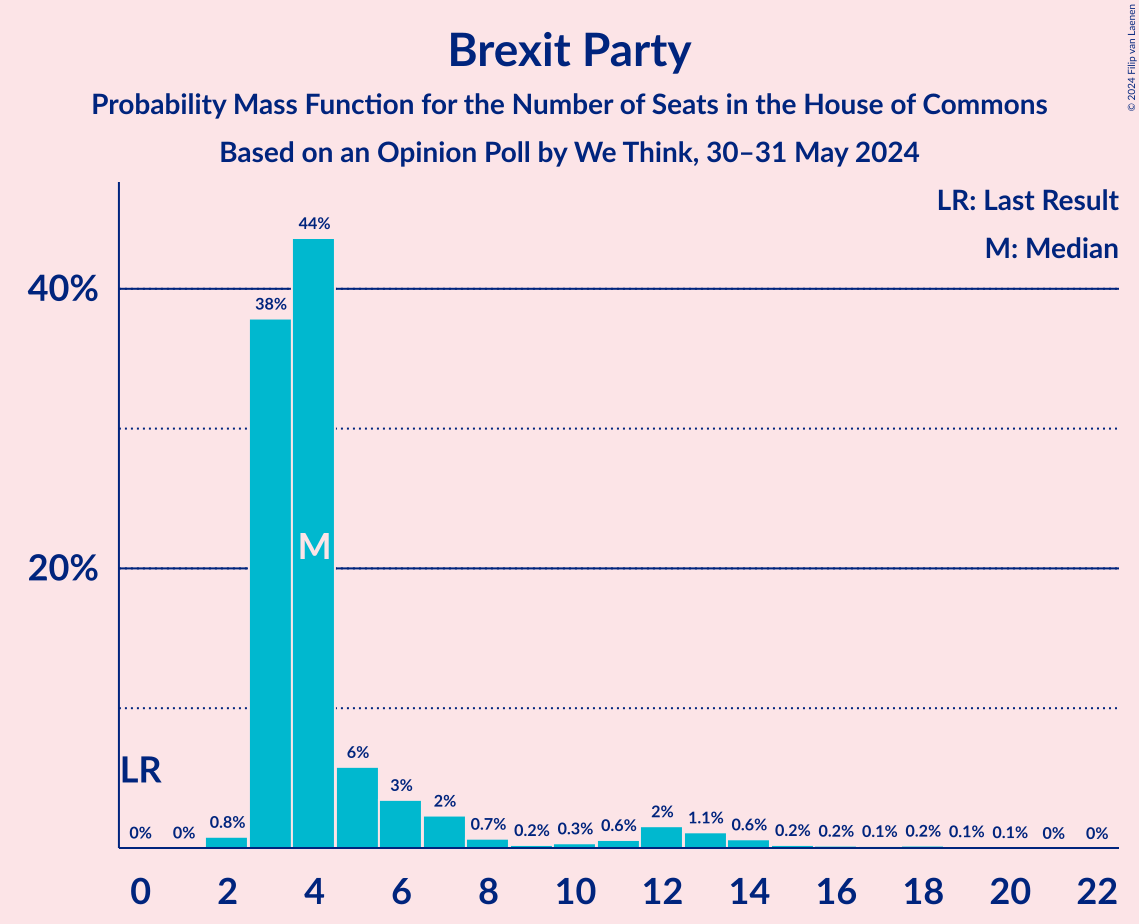 Brexit Party
Probability Mass Function for the Number of Seats in the House of Commons
Based on an Opinion Poll by We Think, 30–31 May 2024
© 2024 Filip van Laenen
LR: Last Result
M: Median
44%
40%
38%
M
20%
6%
LR
3%
2%
0% 0% 0.8% 0.7% 0.2% 0.3% 0.6% 2% 1.1% 0.6% 0.2% 0.2% 0.1% 0.2% 0.1% 0.1% 0% 0%
0 2 4 6 8 10 12 14 16 18 20 22